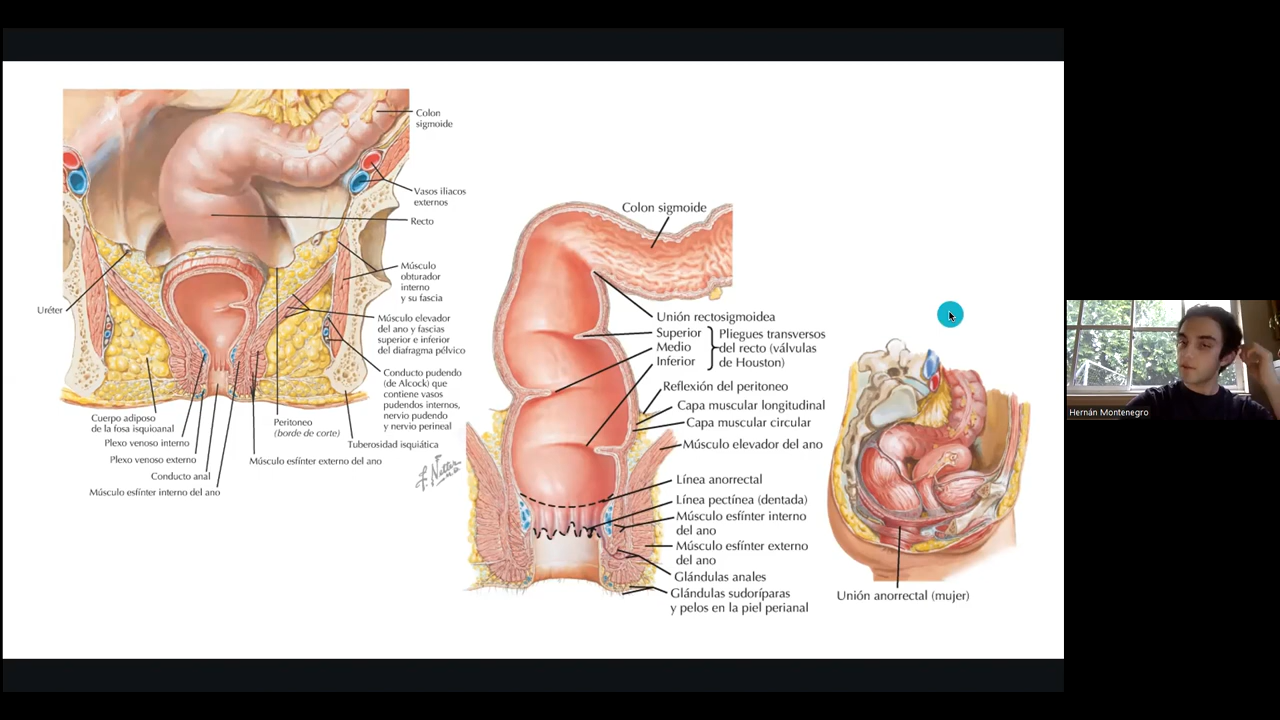 Colon
sigmoide
Vasos iliacos
externos
Recto
Músculo
obturador
interno
y su fascia
Uréter
Músculo elevador
del ano y fascias
superior e inferior
del diafragma pélvico
Conducto pudendo
(de Alcock) que
contiene vasos
pudendos internos,
nervio pudendo
y nervio perineal
Cuerpo adiposo
de la fosa isquioanal
Peritoneo
(borde de corte)
Tuberosidad isquiática
Plexo venoso interno
Plexo venoso externo
Músculo esfínter externo del ano
Conducto anal
Músculo esfínter interno del ano
Colon sigmoide
Unión rectosigmoidea
Superior
Medio
Inferior
Pliegues transversos
del recto (válvulas
de Houston)
Reflexión del peritoneo
Capa muscular longitudinal
Capa muscular circular
Músculo elevador del ano
Línea anorrectal
Línea pectínea (dentada)
Músculo esfínter interno
del ano
Músculo esfínter externo
del ano
Glándulas anales
Glándulas sudoríparas
y pelos en la piel perianal
Unión anorrectal (mujer)
Hernán Montenegro